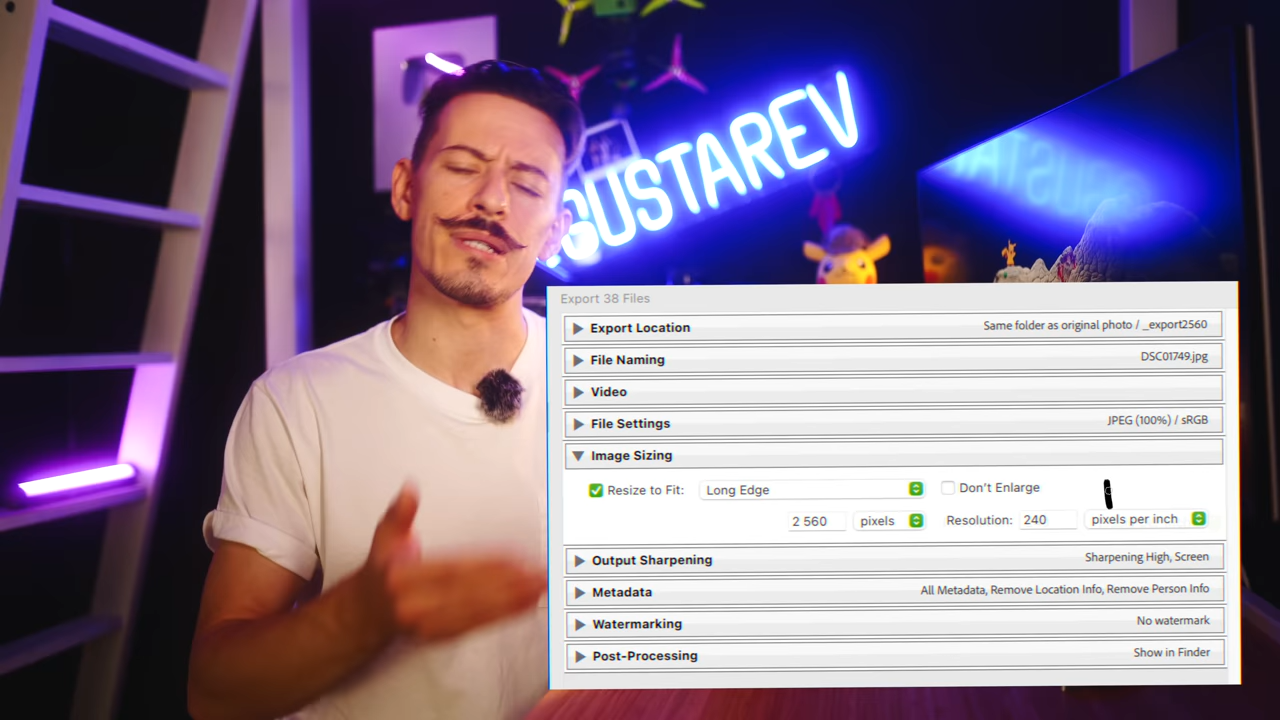 GUSTAREV
Export 38 Files
Export Location Same folder as original photo / _export2560
File Naming DSC01749.jpg
Video
File Settings JPEG (100%) / sRGB
Image Sizing
Resize to Fit: Long Edge Don't Enlarge
2 560 pixels Resolution: 240 pixels per inch
Output Sharpening Sharpening High, Screen
Metadata All Metadata, Remove Location Info, Remove Person Info
Watermarking No watermark
Post-Processing Show in Finder